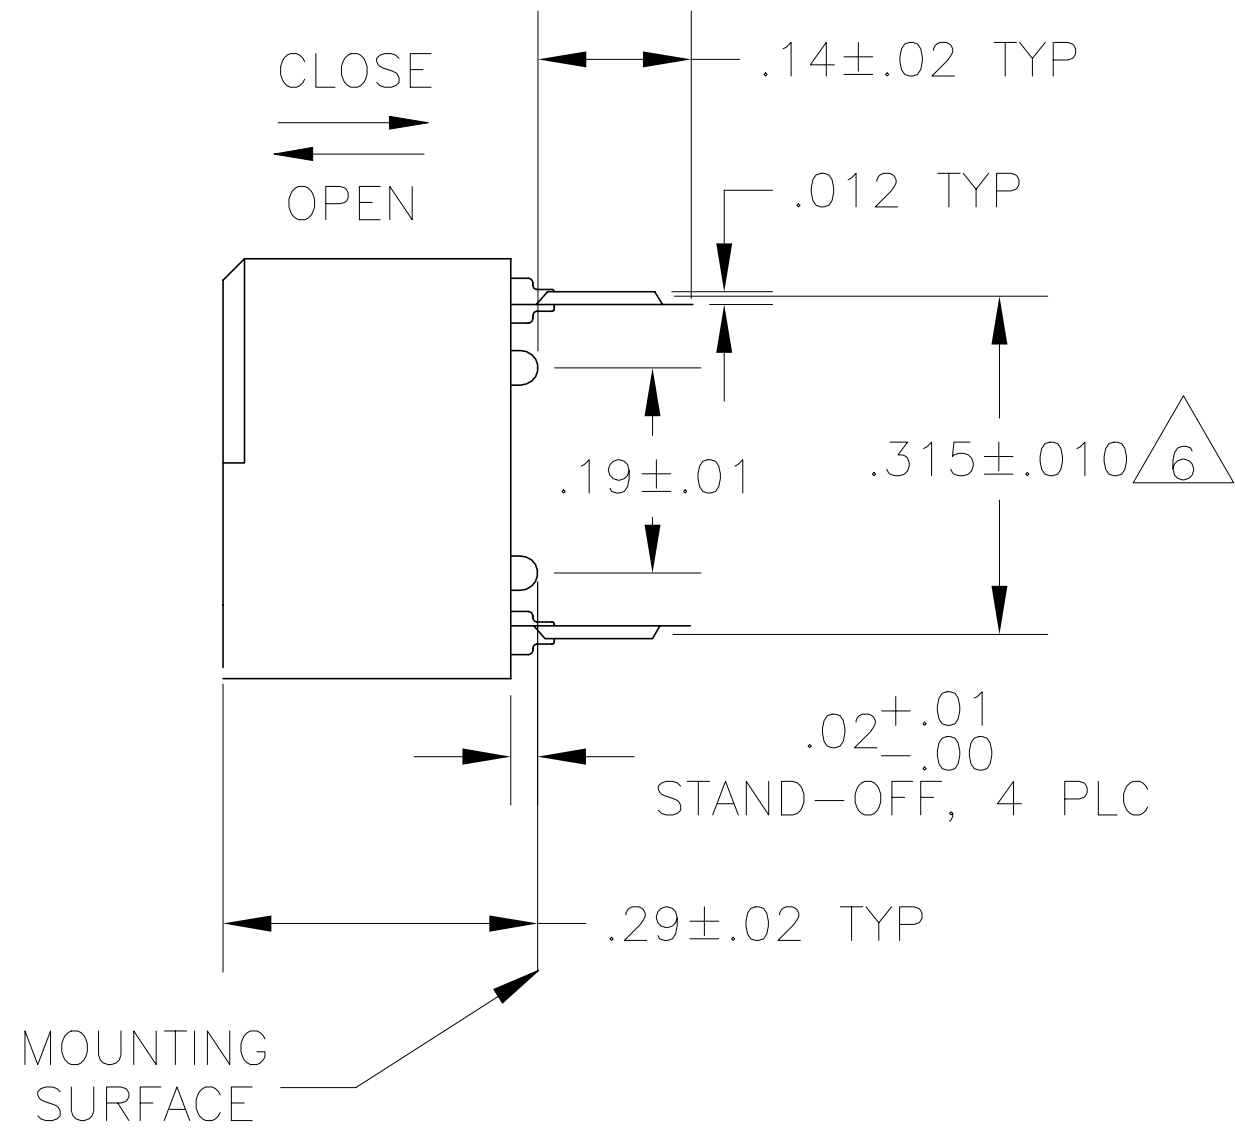 CLOSE
OPEN
.14±.02 TYP
.012 TYP
.19±.01
.315±.010 6
.02 +.01
−.00
STAND−OFF, 4 PLC
.29±.02 TYP
MOUNTING
SURFACE